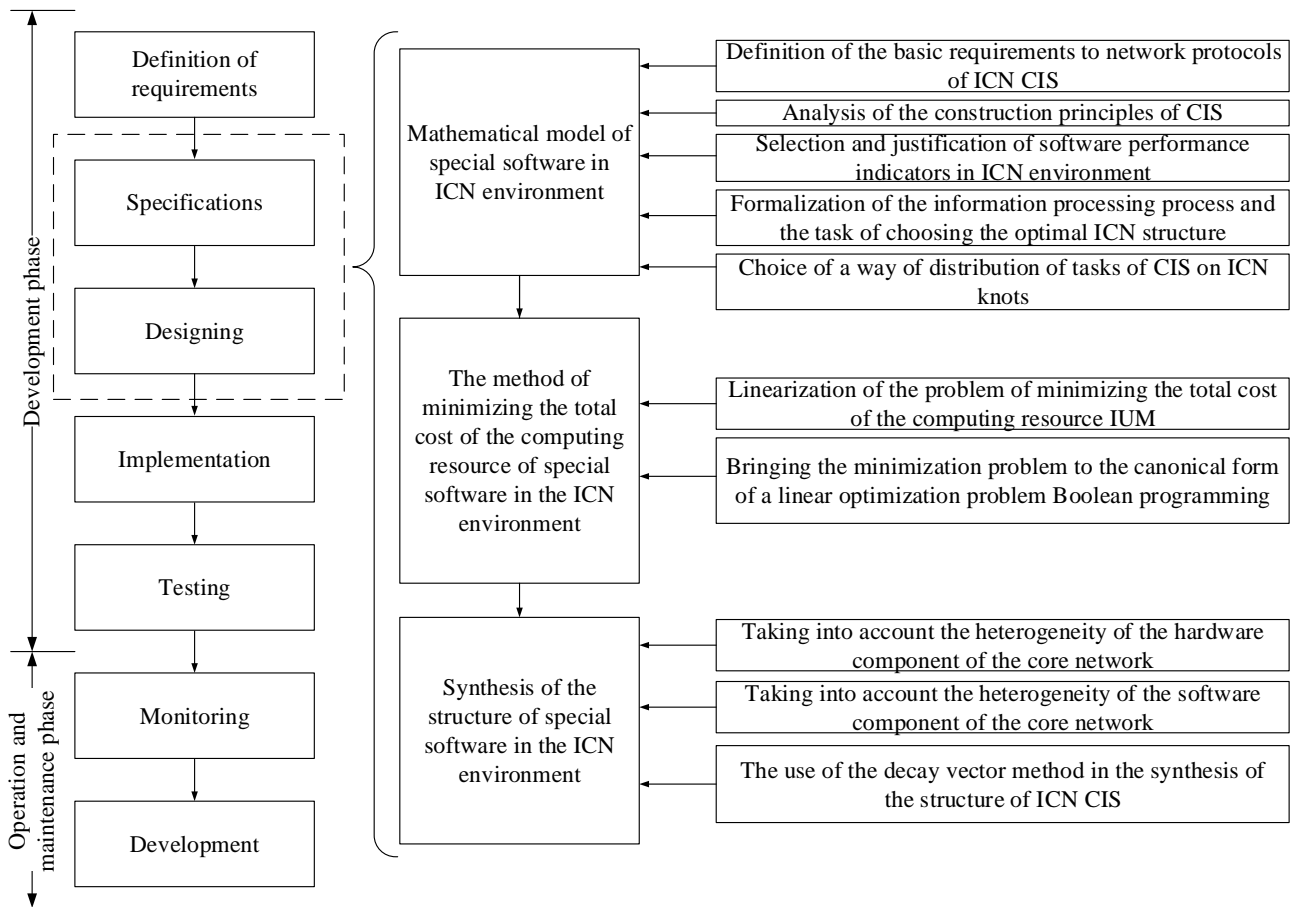 Development phase
Operation and
maintenance phase
Definition of
requirements
Specifications
Designing
Implementation
Testing
Monitoring
Development
Mathematical model of
special software in
ICN environment
The method of
minimizing the total
cost of the computing
resource of special
software in the ICN
environment
Synthesis of the
structure of special
software in the ICN
environment
Definition of the basic requirements to network protocols
of ICN CIS
Analysis of the construction principles of CIS
Selection and justification of software performance
indicators in ICN environment
Formalization of the information processing process and
the task of choosing the optimal ICN structure
Choice of a way of distribution of tasks of CIS on ICN
knots
Linearization of the problem of minimizing the total cost
of the computing resource IUM
Bringing the minimization problem to the canonical form
of a linear optimization problem Boolean programming
Taking into account the heterogeneity of the hardware
component of the core network
Taking into account the heterogeneity of the software
component of the core network
The use of the decay vector method in the synthesis of
the structure of ICN CIS